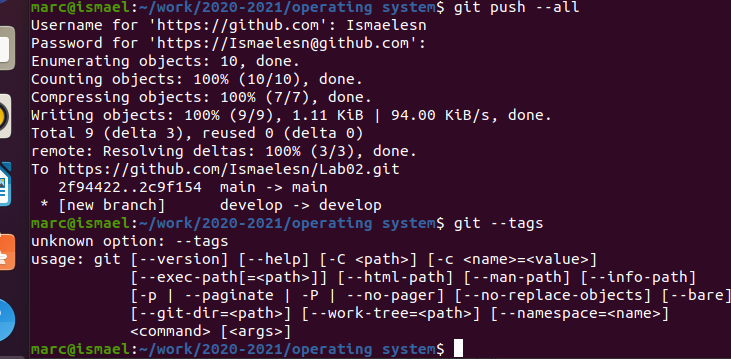 marc@ismael:~/work/2020-2021/operating system$ git push --all
Username for 'https://github.com': Ismaelesn
Password for 'https://Ismaelesn@github.com':
Enumerating objects: 10, done.
Counting objects: 100% (10/10), done.
Compressing objects: 100% (7/7), done.
Writing objects: 100% (9/9), 1.11 KiB | 94.00 KiB/s, done.
Total 9 (delta 3), reused 0 (delta 0)
remote: Resolving deltas: 100% (3/3), done.
To https://github.com/Ismaelesn/Lab02.git
   2f94422..2c9f154  main -> main
 * [new branch]      develop -> develop
marc@ismael:~/work/2020-2021/operating system$ git --tags
unknown option: --tags
usage: git [--version] [--help] [-C <path>] [-c <name>=<value>]
           [--exec-path[=<path>]] [--html-path] [--man-path] [--info-path]
           [-p | --paginate | -P | --no-pager] [--no-replace-objects] [--bare]
           [--git-dir=<path>] [--work-tree=<path>] [--namespace=<name>]
           <command> [<args>]
marc@ismael:~/work/2020-2021/operating system$